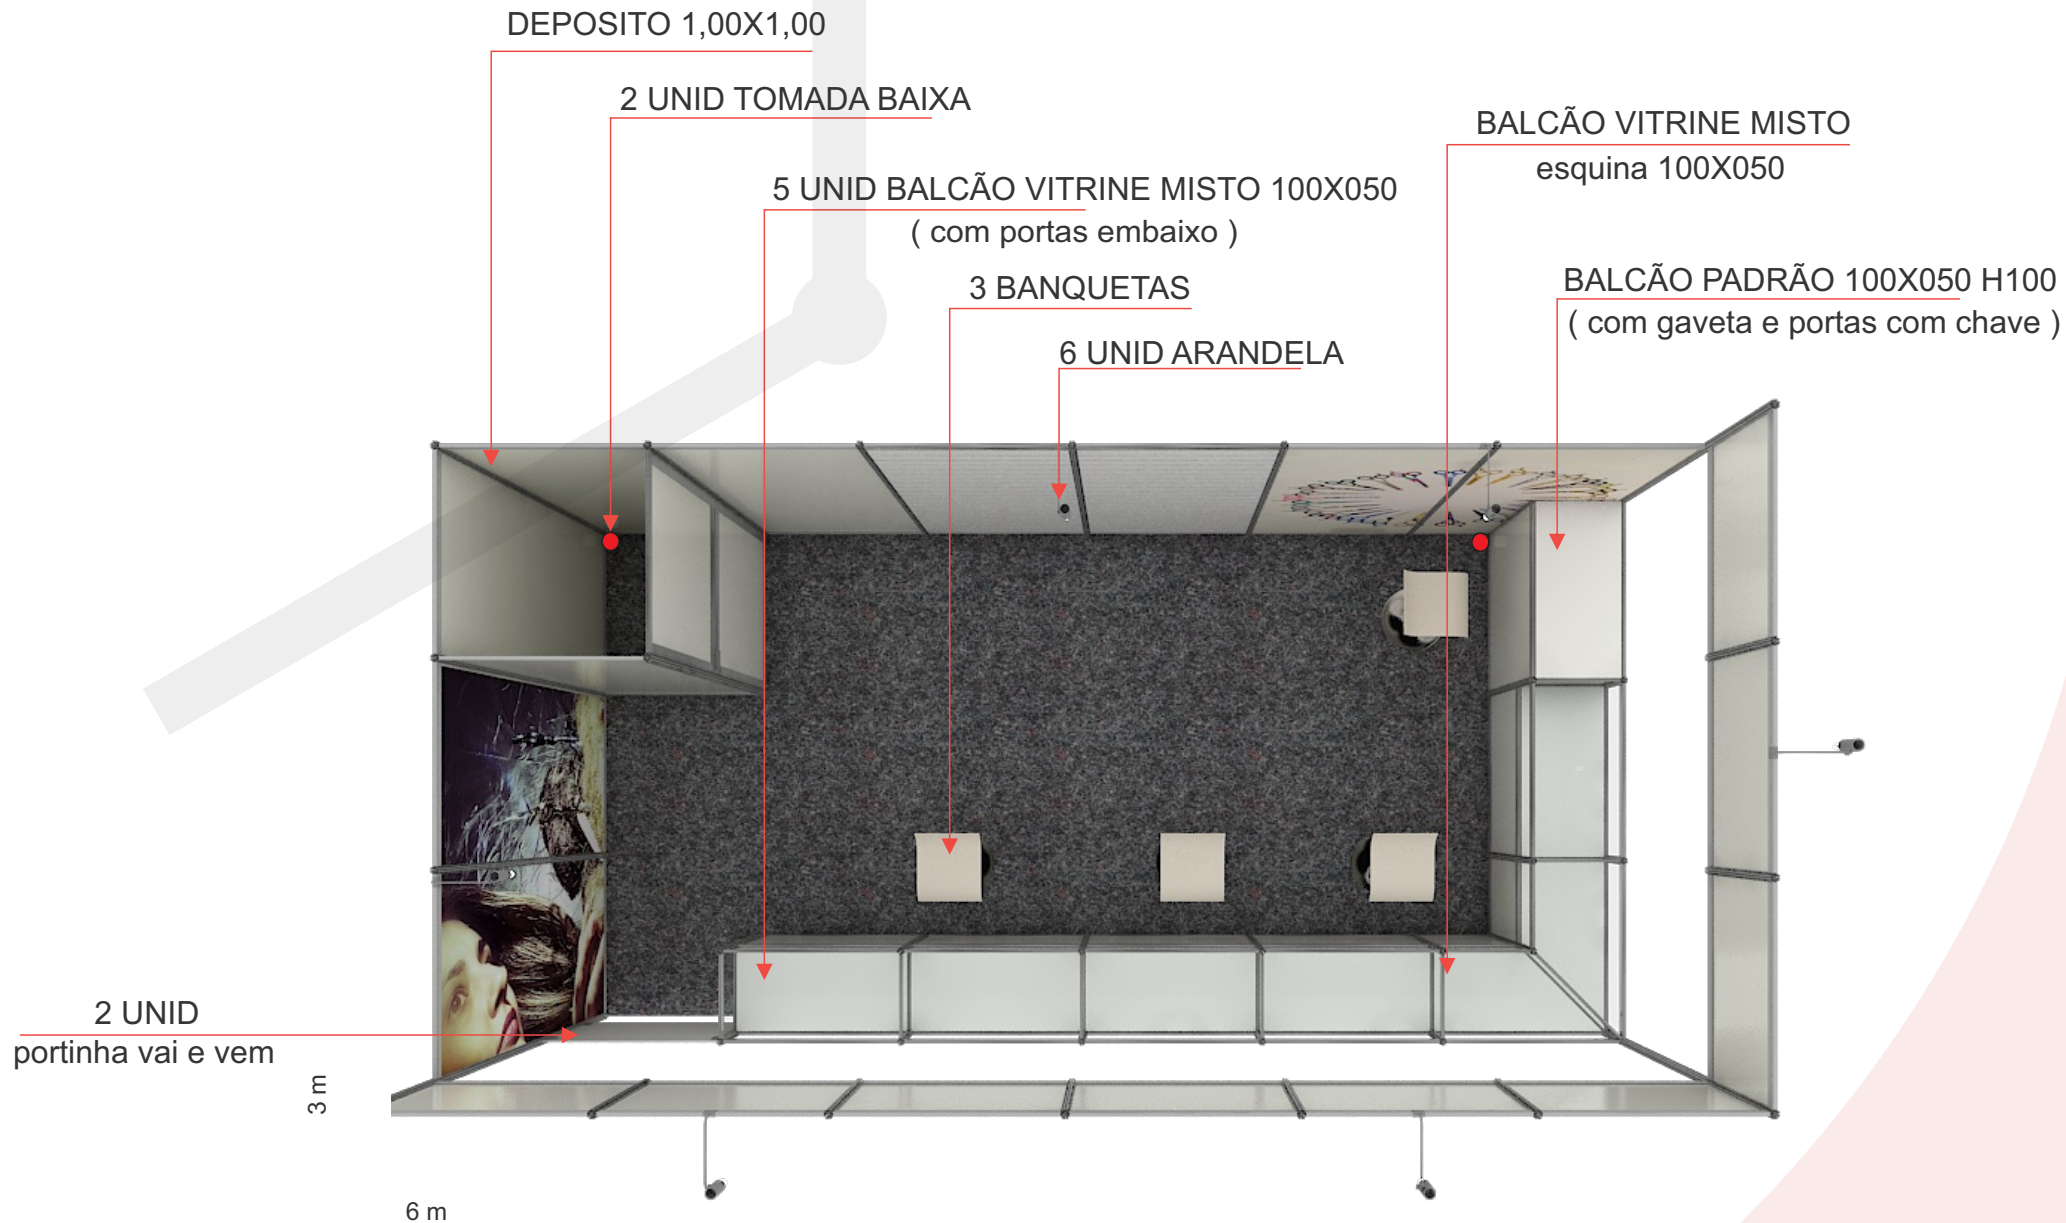 DEPOSITO 1,00X1,00
2 UNID TOMADA BAIXA
BALCÃO VITRINE MISTO
esquina 100X050
5 UNID BALCÃO VITRINE MISTO 100X050
( com portas embaixo )
3 BANQUETAS
BALCÃO PADRÃO 100X050 H100
( com gaveta e portas com chave )
6 UNID ARANDELA
2 UNID
portinha vai e vem
3 m
6 m